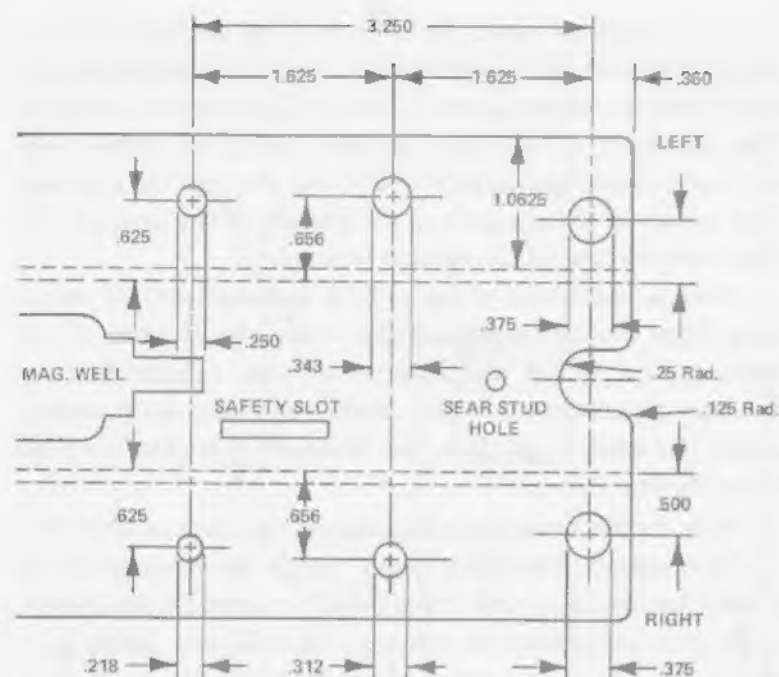 3.250
1.625 1.625 .360
LEFT
1.0625
.625 .656
.375
.250
.343
MAG. WELL .25 Rad.
SAFETY SLOT SEAR STUD
HOLE
.125 Rad.
.625 .656 .500
RIGHT
.218 .312 .375